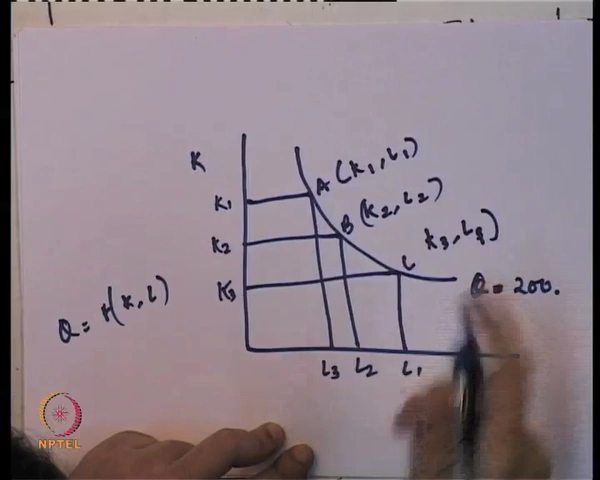 K
K1
A (K1, L1)
K2
B (K2, L2)
K3
L
K3, L3)
Q = 200.
Q = f(K, L)
L3 L2 L1
NPTEL